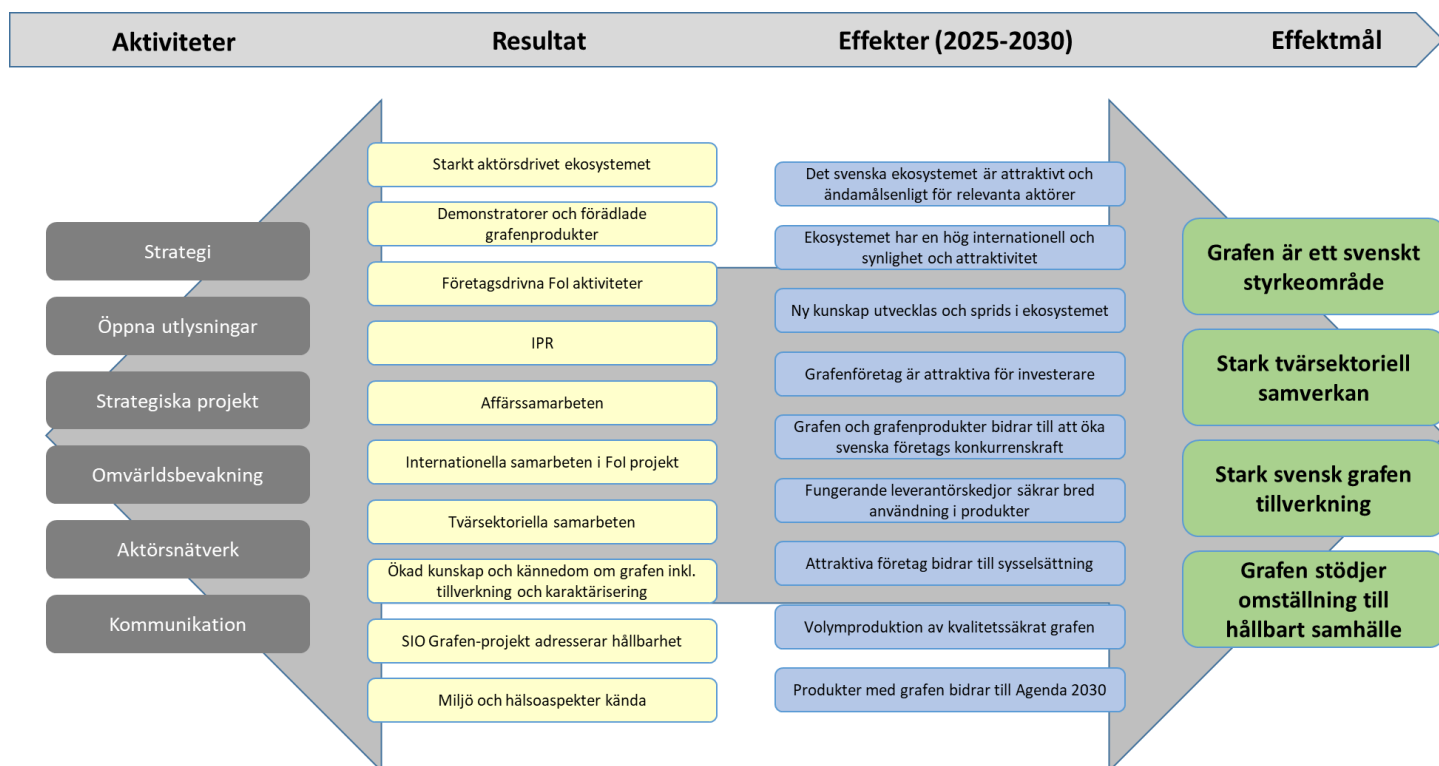 Aktiviteter
Resultat
Effekter (2025-2030)
Effektmål
Strategi
Öppna utlysningar
Strategiska projekt
Omvärldsbevakning
Aktörsnätverk
Kommunikation
Starkt aktörsdrivet ekosystemet
Demonstratorer och förädlade
grafenprodukter
Företagsdrivna FoI aktiviteter
IPR
Affärssamarbeten
Internationella samarbeten i FoI projekt
Tvärsektoriella samarbeten
Ökad kunskap och kännedom om grafen inkl.
tillverkning och karaktärisering
SIO Grafen-projekt adresserar hållbarhet
Miljö och hälsoaspekter kända
Det svenska ekosystemet är attraktivt och
ändamålsenligt för relevanta aktörer
Ekosystemet har en hög internationell och
synlighet och attraktivitet
Ny kunskap utvecklas och sprids i ekosystemet
Grafenföretag är attraktiva för investerare
Grafen och grafenprodukter bidrar till att öka
svenska företags konkurrenskraft
Fungerande leverantörskedjor säkrar bred
användning i produkter
Attraktiva företag bidrar till sysselsättning
Volymproduktion av kvalitetssäkrat grafen
Produkter med grafen bidrar till Agenda 2030
Grafen är ett svenskt
styrkeområde
Stark tvärsektoriell
samverkan
Stark svensk grafen
tillverkning
Grafen stödjer
omställning till
hållbart samhälle